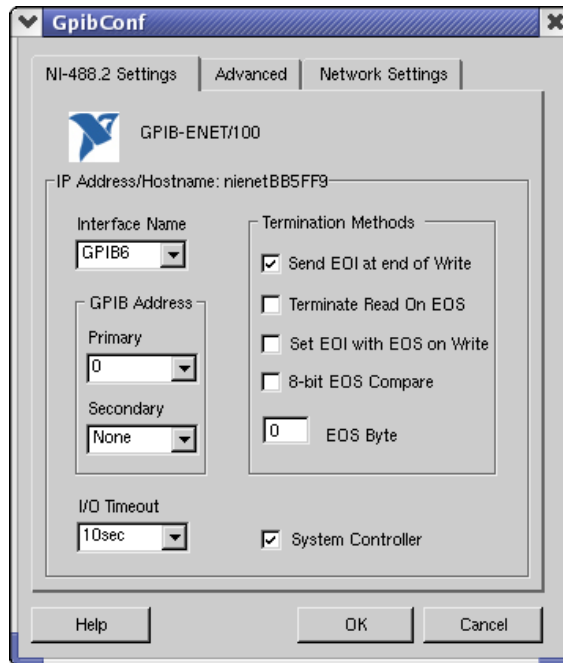 GpibConf
NI-488.2 Settings
Advanced
Network Settings
GPIB-ENET/100
IP Address/Hostname: nienetBB5FF9
Interface Name
GPIB6
GPIB Address
Primary
0
Secondary
None
I/O Timeout
10sec
Termination Methods
Send EOI at end of Write
Terminate Read On EOS
Set EOI with EOS on Write
8-bit EOS Compare
0 EOS Byte
System Controller
Help
OK
Cancel